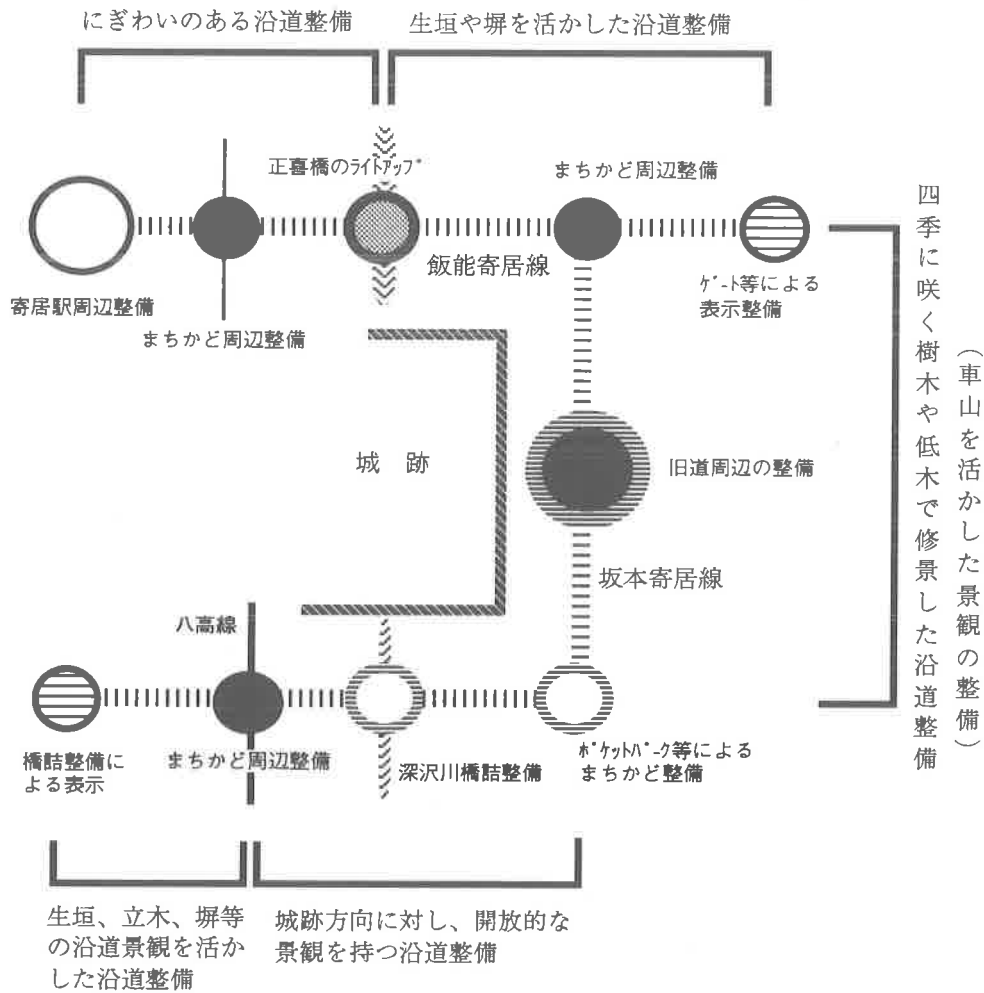 にぎわいのある沿道整備
生垣や塀を活かした沿道整備
正喜橋のﾗｲﾄｱｯﾌﾟ
まちかど周辺整備
飯能寄居線
寄居駅周辺整備
まちかど周辺整備
ｹﾞｰﾄ等による
表示整備
四季に咲く樹木や低木で修景した沿道整備
（車山を活かした景観の整備）
城 跡
旧道周辺の整備
坂本寄居線
八高線
橋詰整備に
よる表示
まちかど周辺整備
深沢川橋詰整備
ﾎﾟｹｯﾄﾊﾟｰｸ等による
まちかど整備
生垣、立木、塀等
の沿道景観を活か
した沿道整備
城跡方向に対し、開放的な
景観を持つ沿道整備